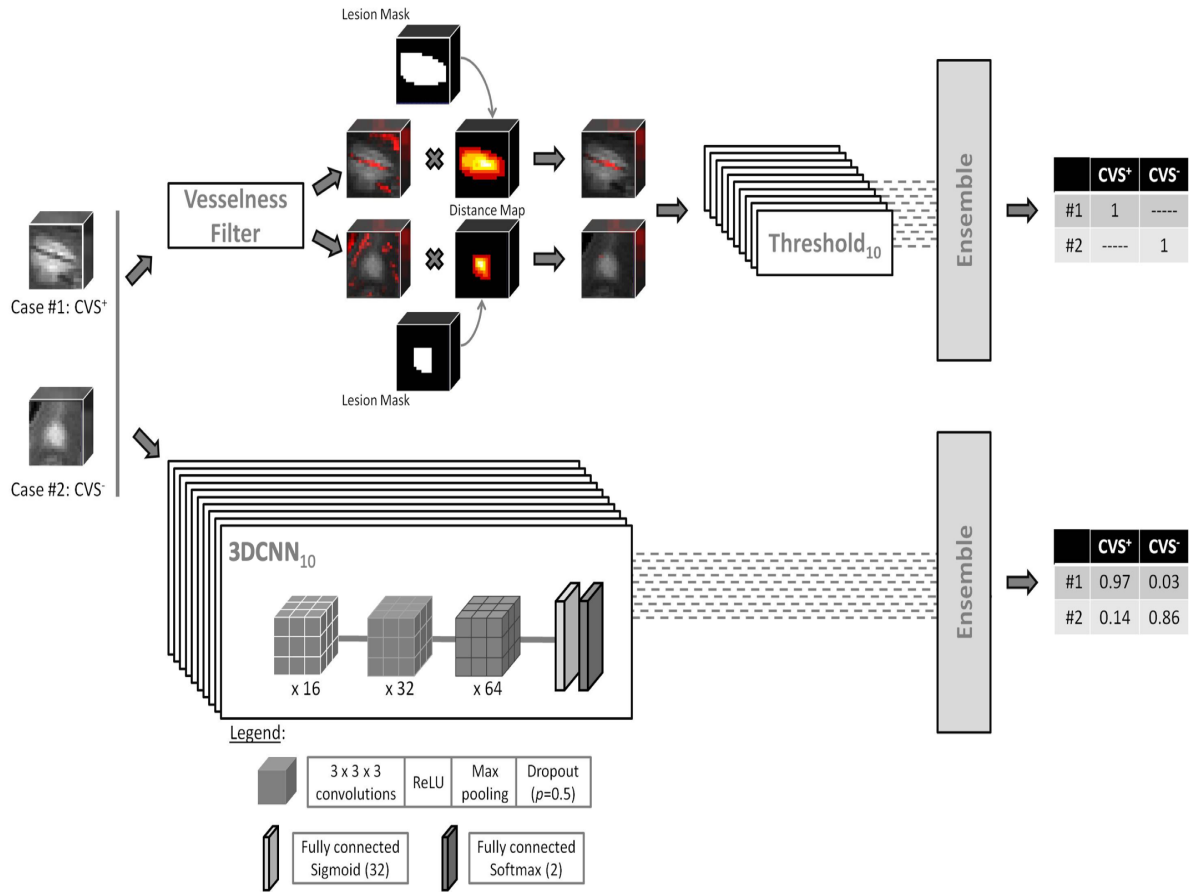 Lesion Mask
Vesselness
Filter
Distance Map
Lesion Mask
Threshold₁₀
Ensemble
CVS⁺ CVS⁻
#1 1 -----
#2 ----- 1
Case #1: CVS⁺
Case #2: CVS⁻
3DCNN₁₀
x 16 x 32 x 64
Ensemble
CVS⁺ CVS⁻
#1 0.97 0.03
#2 0.14 0.86
Legend:
3 x 3 x 3
convolutions
ReLU
Max
pooling
Dropout
(p=0.5)
Fully connected
Sigmoid (32)
Fully connected
Softmax (2)